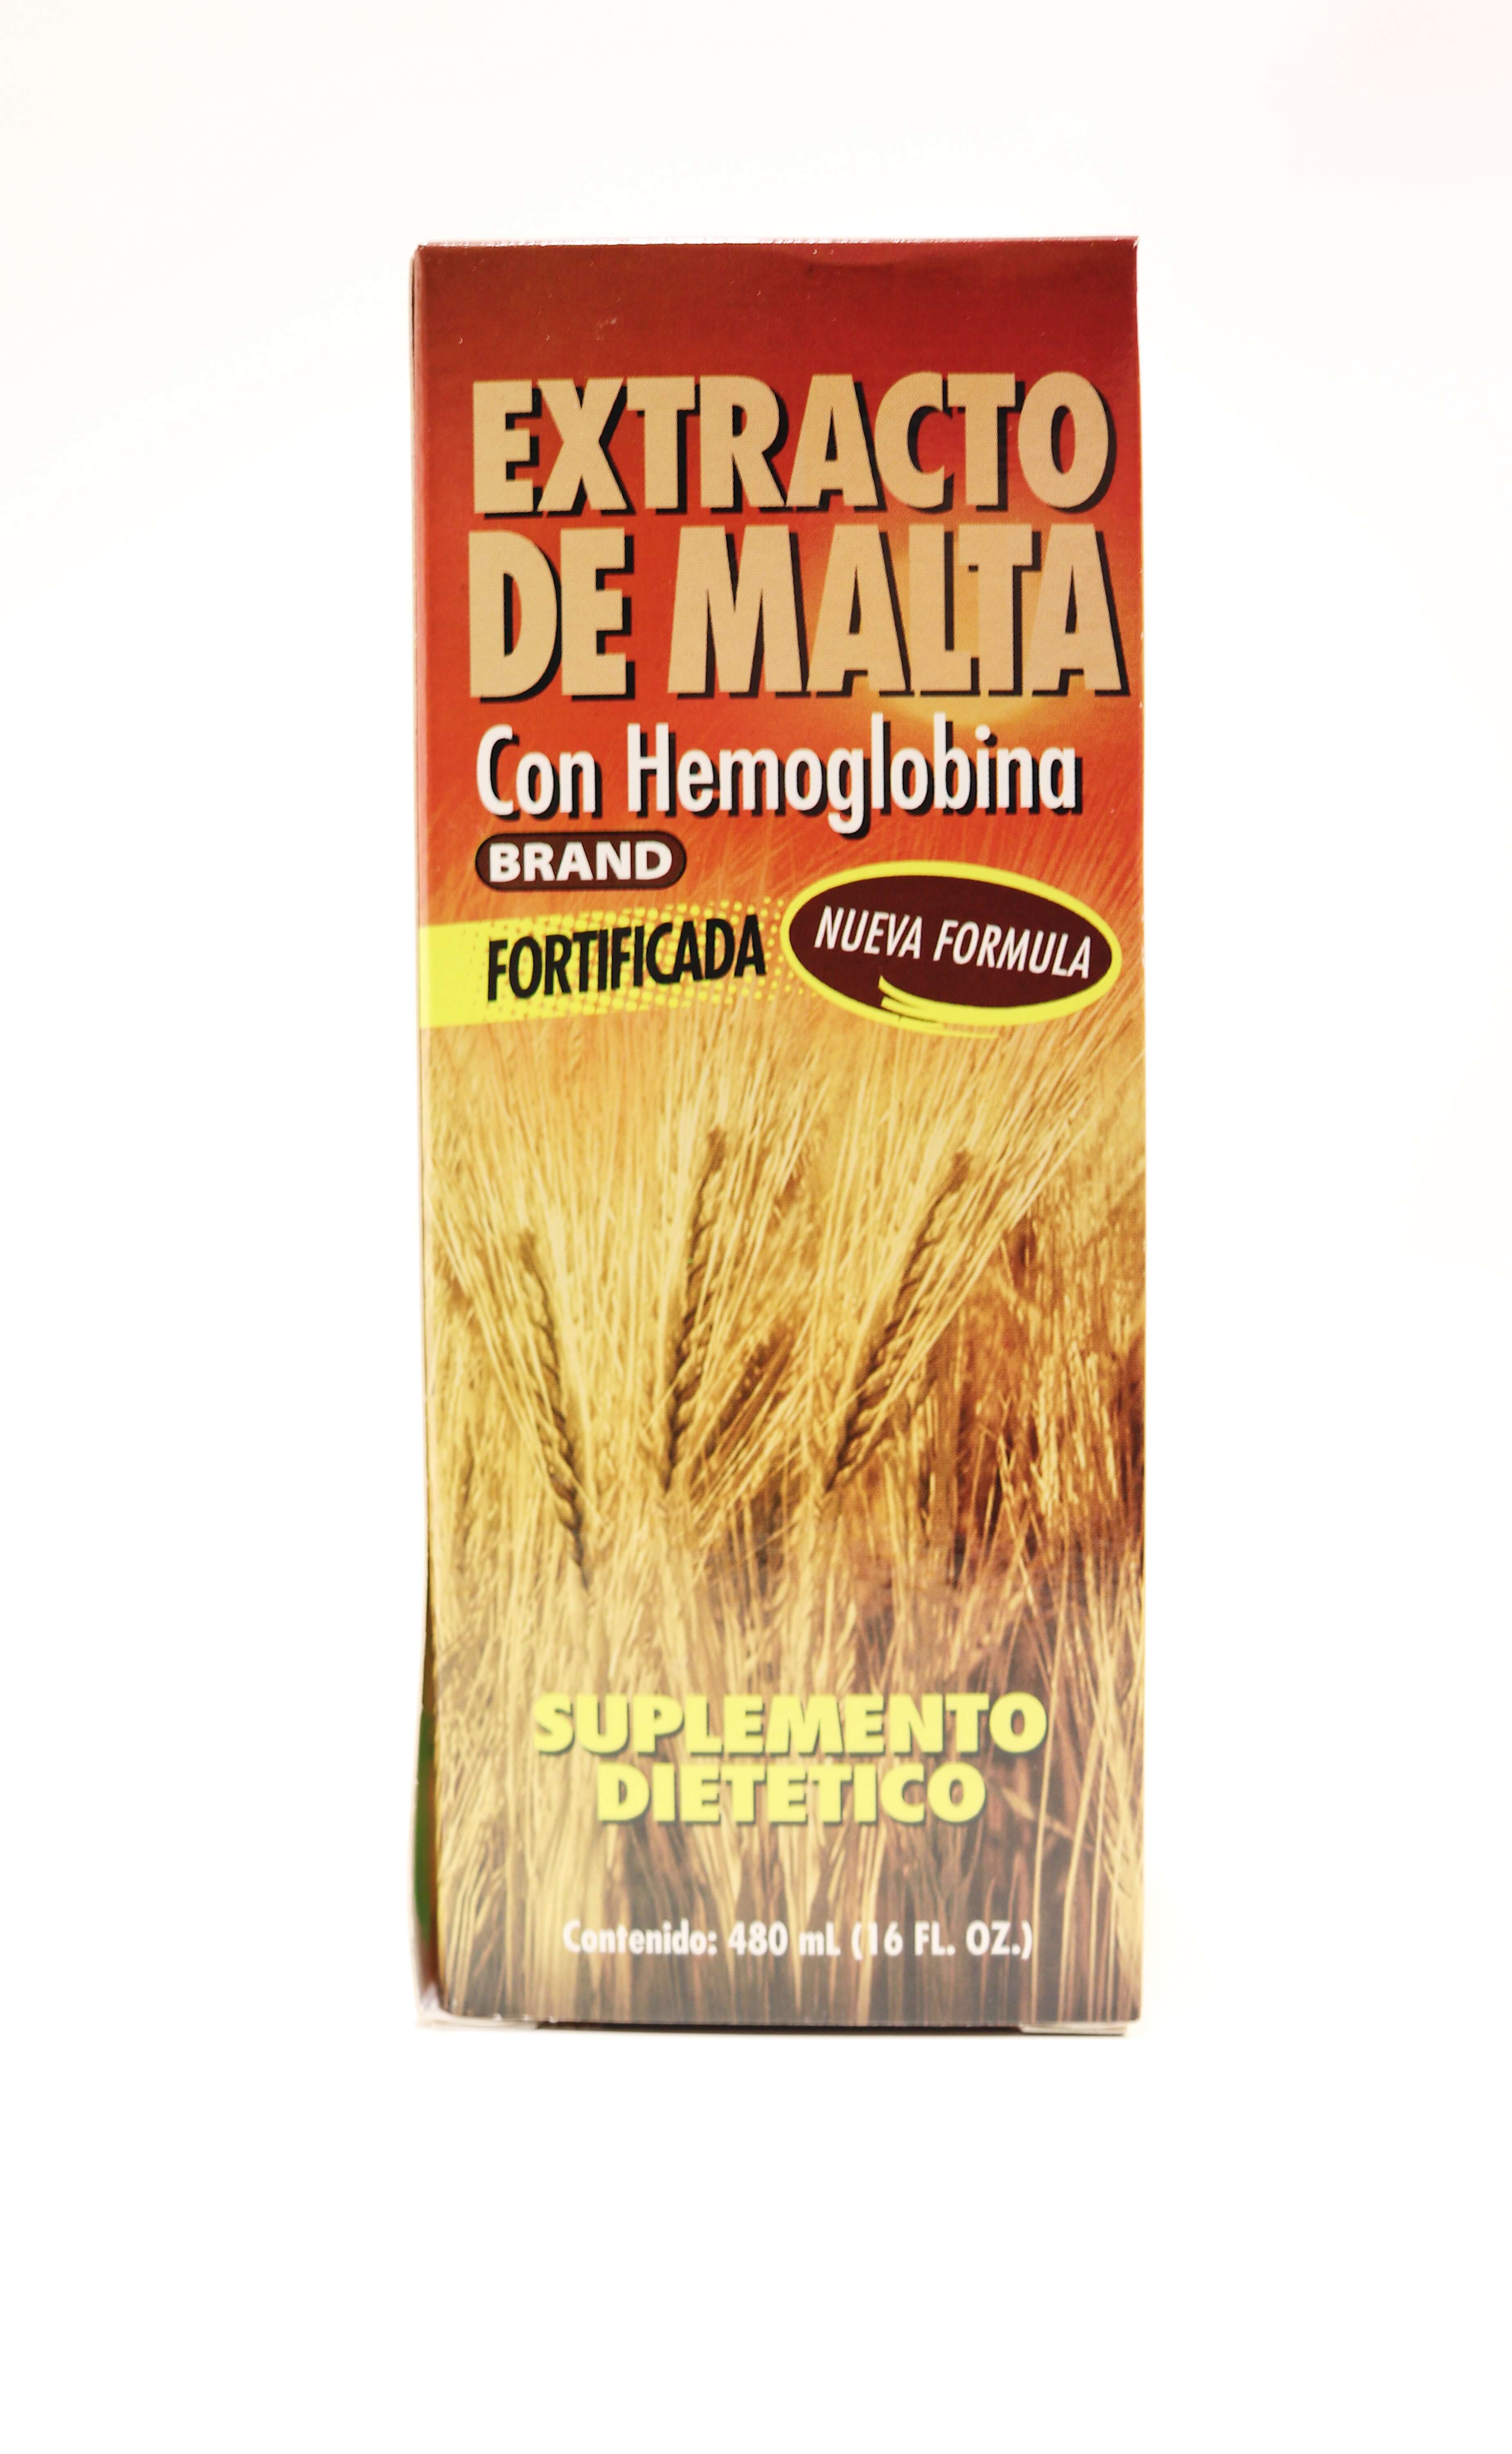 EXTRACTO
DE MALTA
Con Hemoglobina
BRAND
FORTIFICADA
NUEVA FORMULA
SUPLEMENTO
DIETETICO
Contenido: 480 mL (16 FL. OZ.)